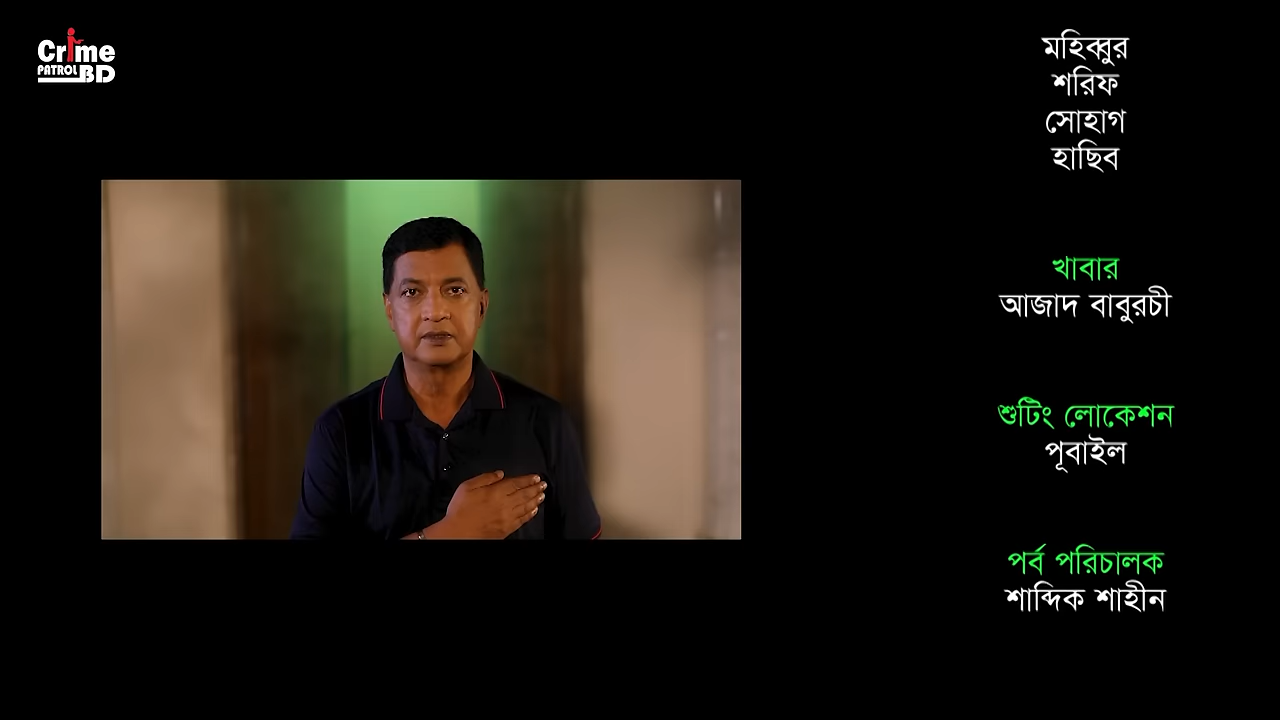 Crime
PATROL BD
মহিব্বুর
শরিফ
সোহাগ
হাছিব
খাবার
আজাদ বাবুরচী
শুটিং লোকেশন
পূবাইল
পর্ব পরিচালক
শাব্দিক শাহীন